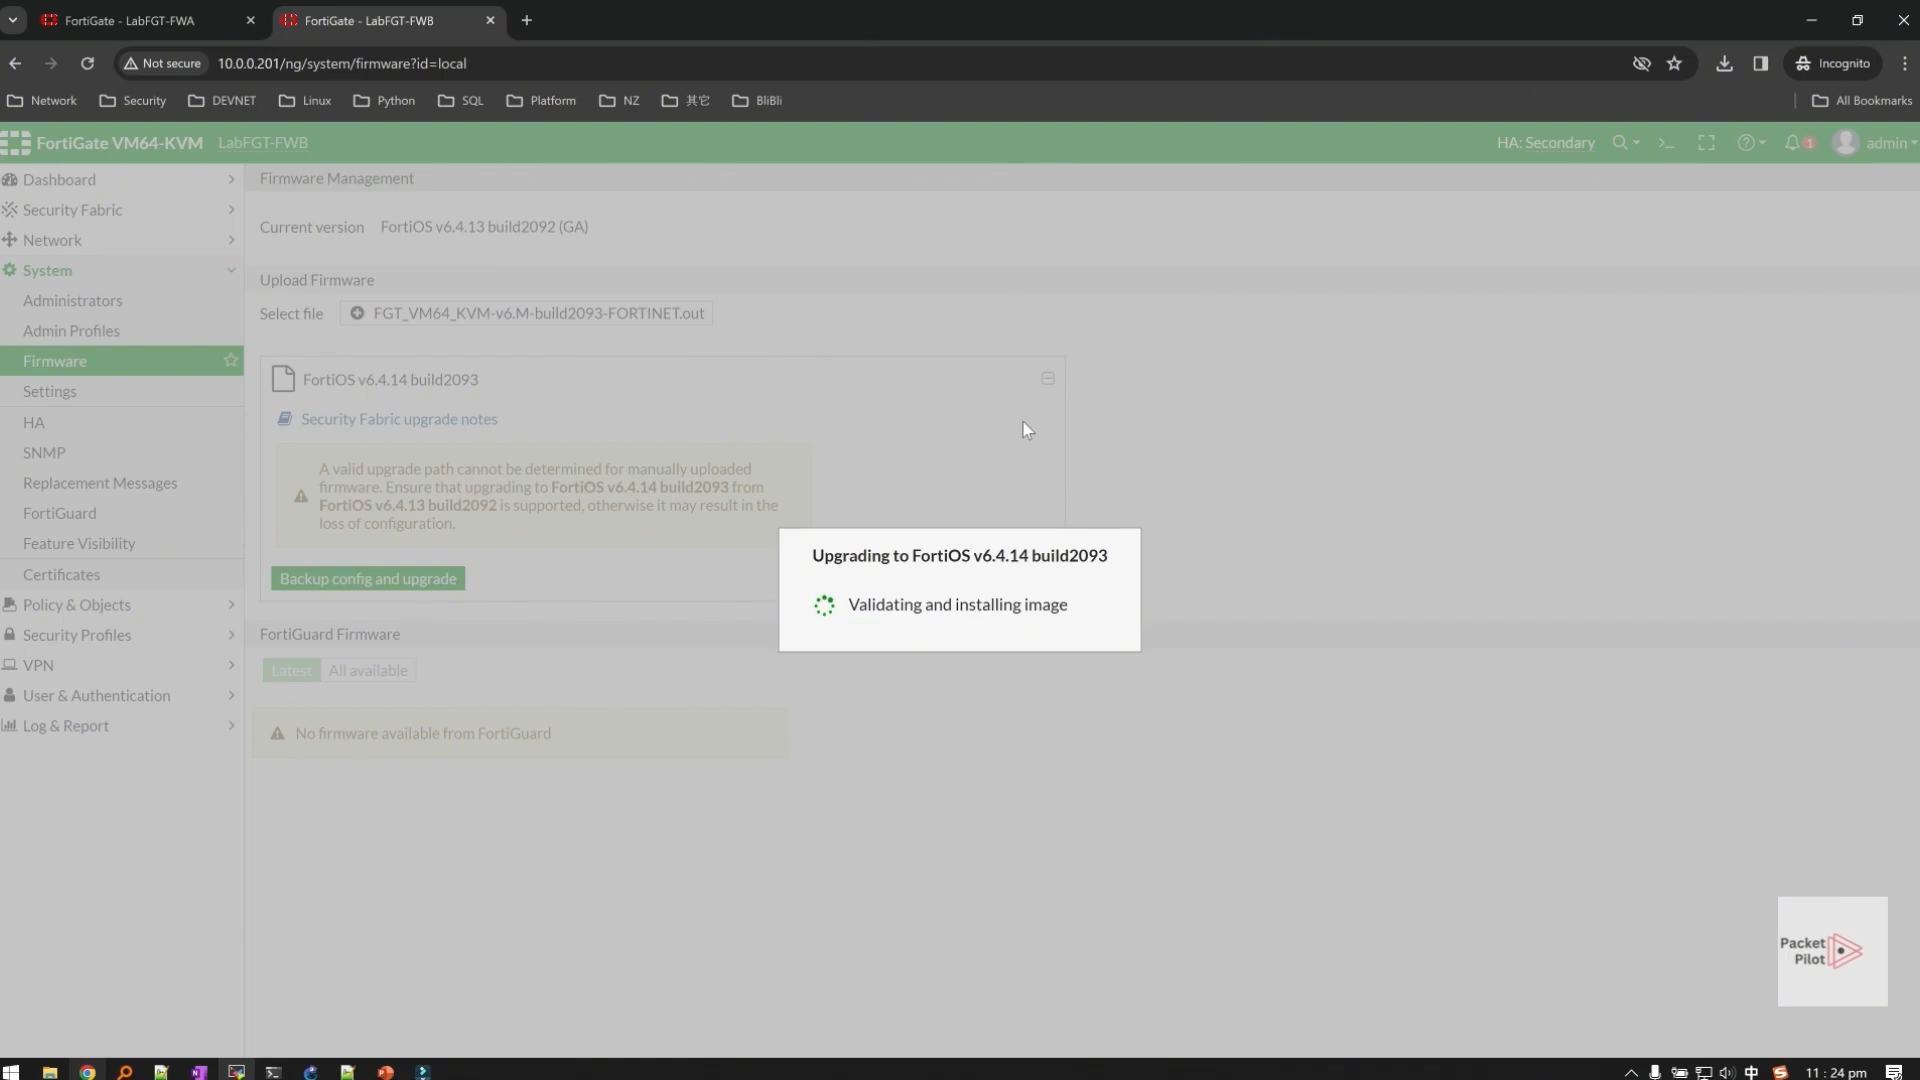 FortiGate - LabFGT-FWA
FortiGate - LabFGT-FWB
Not secure
10.0.0.201/ng/system/firmware?id=local
Incognito
Network
Security
DEVNET
Linux
Python
SQL
Platform
NZ
其它
BliBli
All Bookmarks
FortiGate VM64-KVM
LabFGT-FWB
HA: Secondary
1
admin
Dashboard
Security Fabric
Network
System
Administrators
Admin Profiles
Firmware
Settings
HA
SNMP
Replacement Messages
FortiGuard
Feature Visibility
Certificates
Policy & Objects
Security Profiles
VPN
User & Authentication
Log & Report
Firmware Management
Current version FortiOS v6.4.13 build2092 (GA)
Upload Firmware
Select file FGT_VM64_KVM-v6.M-build2093-FORTINET.out
FortiOS v6.4.14 build2093
Security Fabric upgrade notes
A valid upgrade path cannot be determined for manually uploaded
firmware. Ensure that upgrading to FortiOS v6.4.14 build2093 from
FortiOS v6.4.13 build2092 is supported, otherwise it may result in the
loss of configuration.
Backup config and upgrade
Upgrading to FortiOS v6.4.14 build2093
Validating and installing image
FortiGuard Firmware
Latest
All available
No firmware available from FortiGuard
Packet
Pilot
中
11 : 24 pm